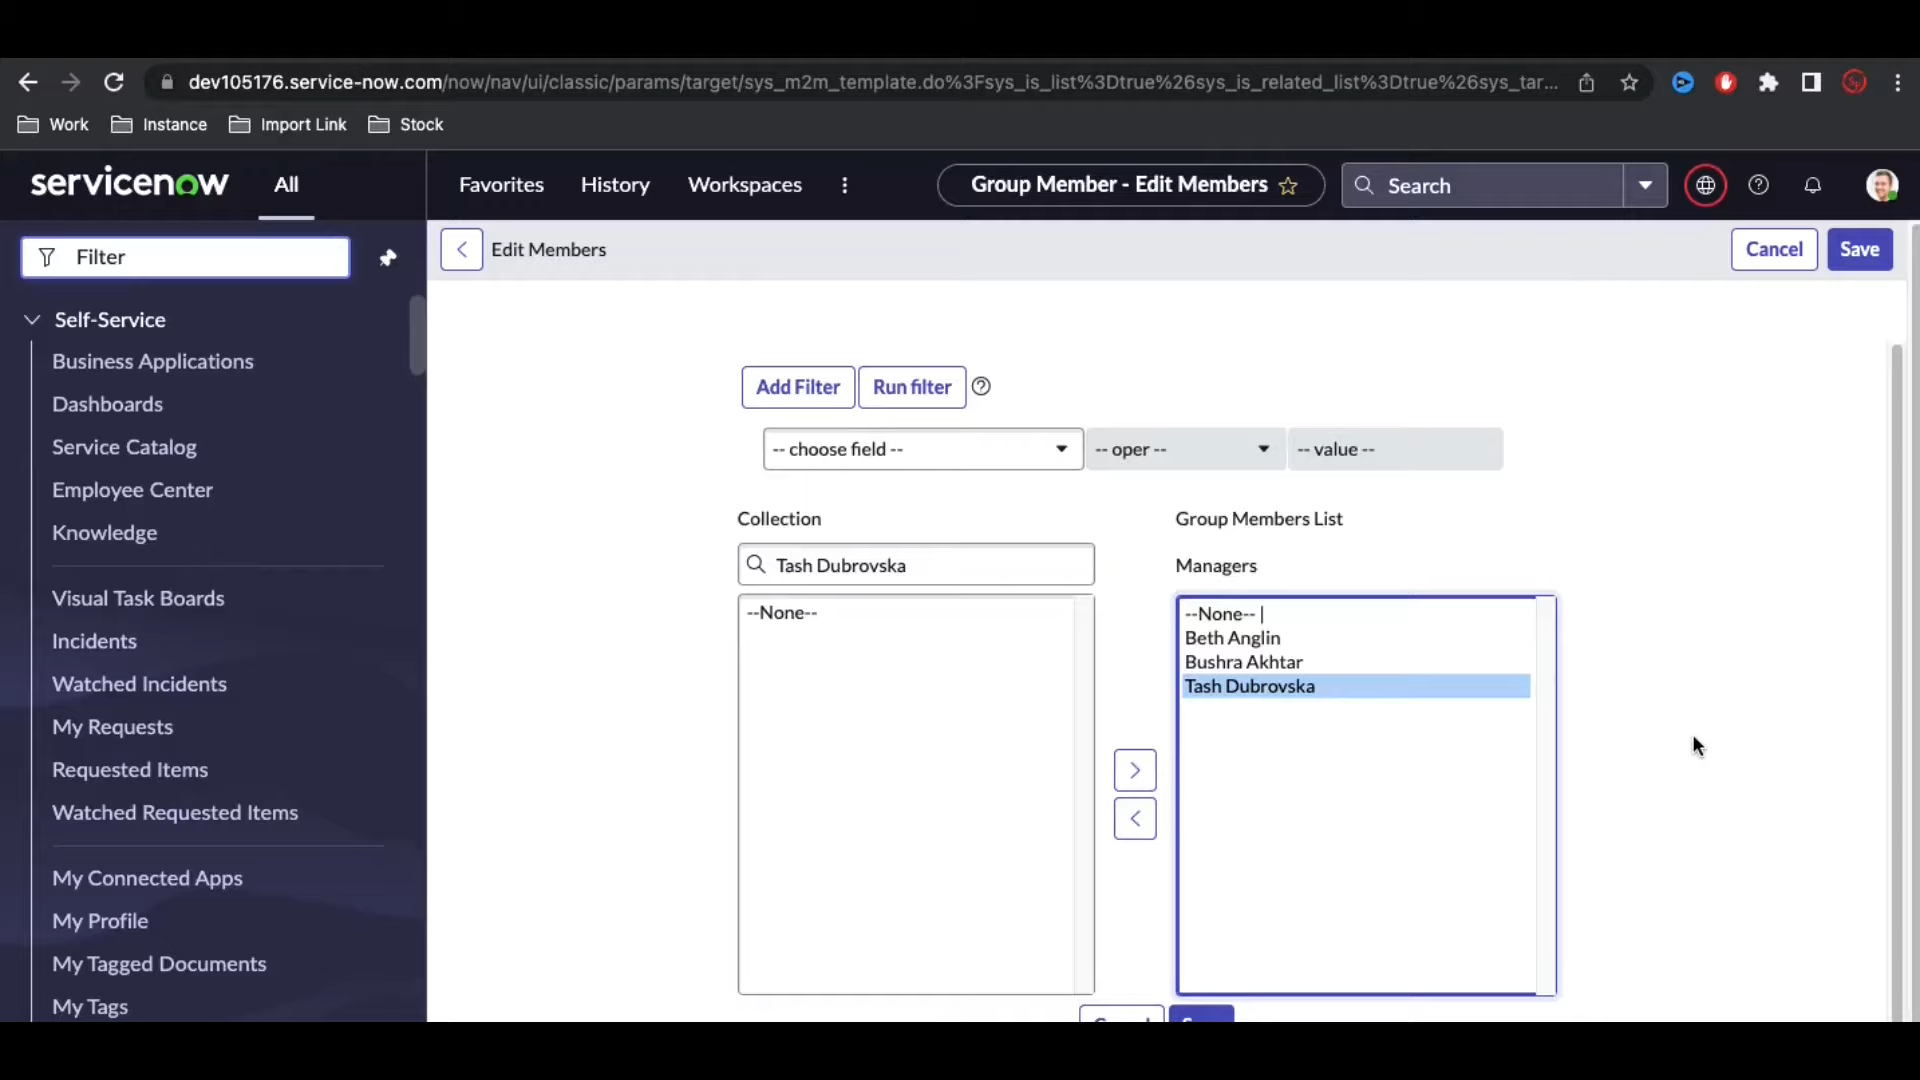 dev105176.service-now.com/now/nav/ui/classic/params/target/sys_m2m_template.do%3Fsys_is_list%3Dtrue%26sys_is_related_list%3Dtrue%26sys_tar...
Work Instance Import Link Stock
servicenow All Favorites History Workspaces Group Member - Edit Members Search
Filter
Edit Members Cancel Save
Self-Service
Business Applications
Dashboards
Service Catalog
Employee Center
Knowledge
Visual Task Boards
Incidents
Watched Incidents
My Requests
Requested Items
Watched Requested Items
My Connected Apps
My Profile
My Tagged Documents
My Tags
Add Filter Run filter
-- choose field -- -- oper -- -- value --
Collection
Tash Dubrovska
--None--
Group Members List
Managers
--None-- |
Beth Anglin
Bushra Akhtar
Tash Dubrovska